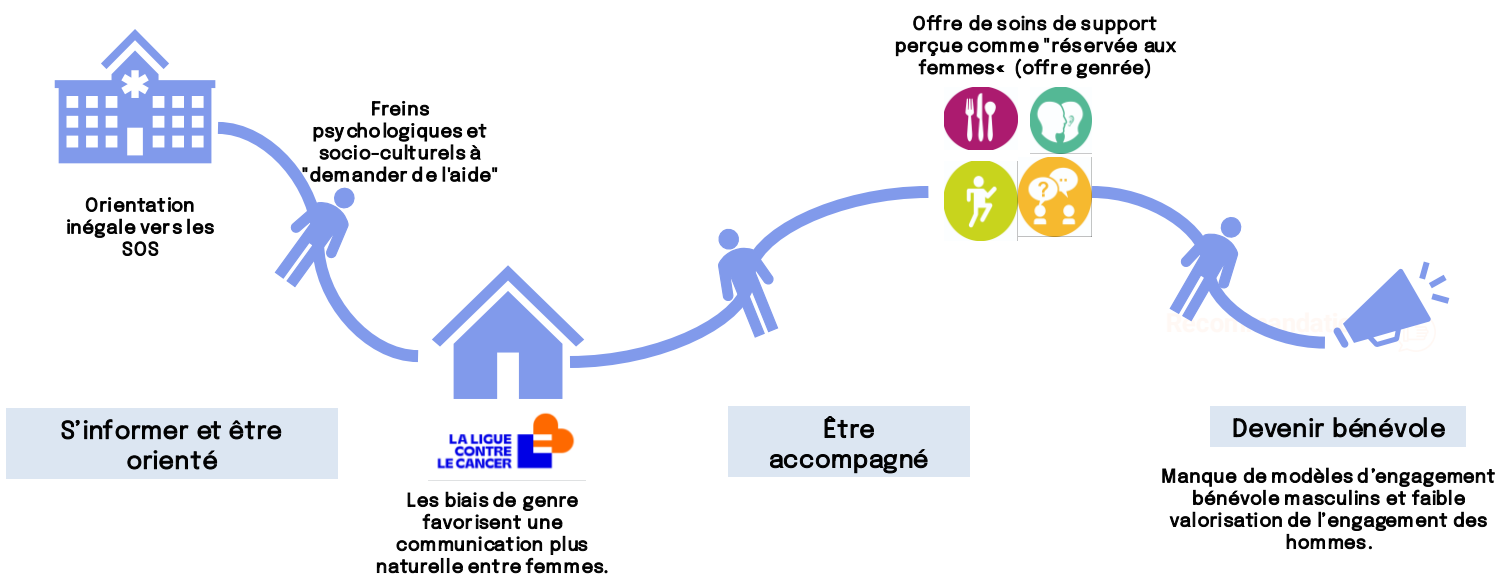 Offre de soins de support
perçue comme "réservée aux
femmes« (offre genrée)
Freins
psychologiques et
socio-culturels à
"demander de l'aide"
Orientation
inégale vers les
SOS
?
S'informer et être
orienté
LA LIGUE
CONTRE
LE CANCER
Les biais de genre
favorisent une
communication plus
naturelle entre femmes.
Être
accompagné
Devenir bénévole
Manque de modèles d'engagement
bénévole masculins et faible
valorisation de l'engagement des
hommes.